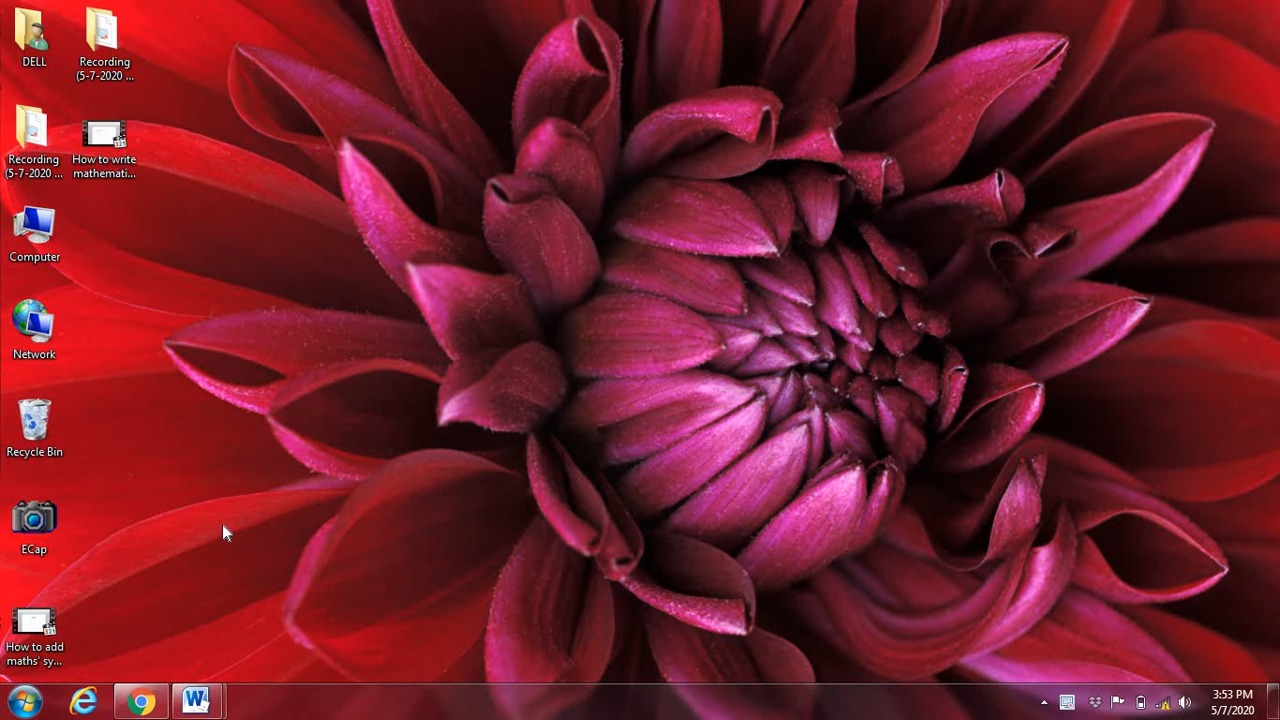 DELL
Recording
(5-7-2020 ...
Recording
(5-7-2020 ...
How to write
mathemati...
Computer
Network
Recycle Bin
ECap
How to add
maths' sy...
3:53 PM
5/7/2020